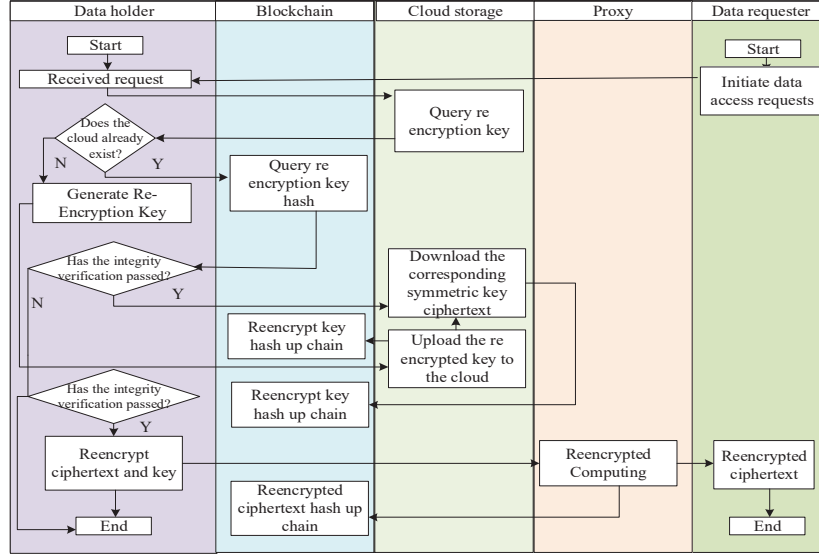 Data holder
Blockchain
Cloud storage
Proxy
Data requester
Start
Start
Received request
Initiate data
access requests
Query re
encryption key
Does the
cloud already
exist?
N
Y
Query re
encryption key
hash
Generate Re-
Encryption Key
Has the integrity
verification passed?
Y
N
Download the
corresponding
symmetric key
ciphertext
Reencrypt key
hash up chain
Upload the re
encrypted key to
the cloud
Has the integrity
verification passed?
Reencrypt key
hash up chain
Y
Reencrypt
ciphertext and key
Reencrypted
Computing
Reencrypted
ciphertext
Reencrypted
ciphertext hash up
chain
End
End